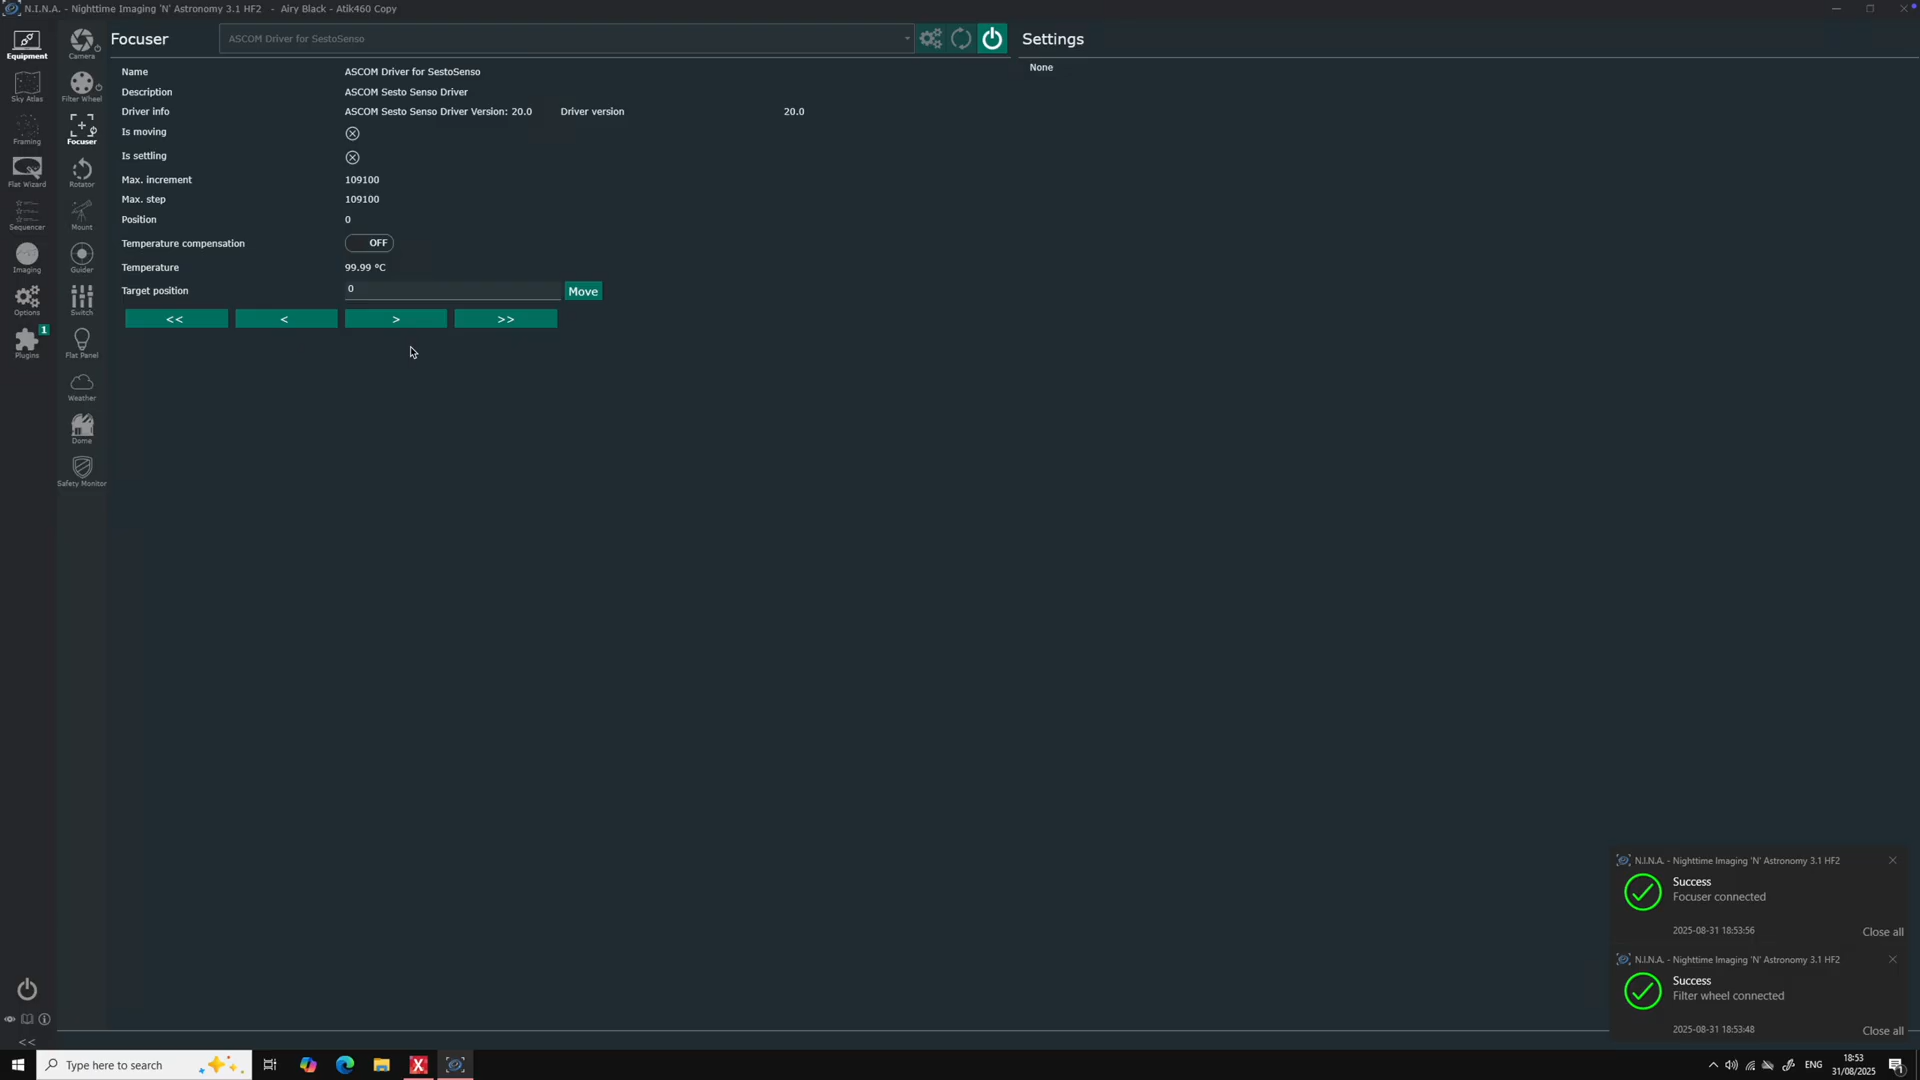 N.I.N.A. - Nighttime Imaging 'N' Astronomy 3.1 HF2 - Airy Black - Atik460 Copy
Equipment
Sky Atlas
Framing
Flat Wizard
Sequencer
Imaging
Options
1
Plugins
<<
Camera
Filter Wheel
Focuser
Rotator
Mount
Guider
Switch
Flat Panel
Weather
Dome
Safety Monitor
Focuser
ASCOM Driver for SestoSenso
Name ASCOM Driver for SestoSenso
Description ASCOM Sesto Senso Driver
Driver info ASCOM Sesto Senso Driver Version: 20.0 Driver version 20.0
Is moving
Is settling
Max. increment 109100
Max. step 109100
Position 0
Temperature compensation OFF
Temperature 99.99 °C
Target position 0 Move
<< < > >>
Settings
None
N.I.N.A. - Nighttime Imaging 'N' Astronomy 3.1 HF2
Success
Focuser connected
2025-08-31 18:53:56 Close all
N.I.N.A. - Nighttime Imaging 'N' Astronomy 3.1 HF2
Success
Filter wheel connected
2025-08-31 18:53:48 Close all
Type here to search
X
ENG
18:53
31/08/2025
1